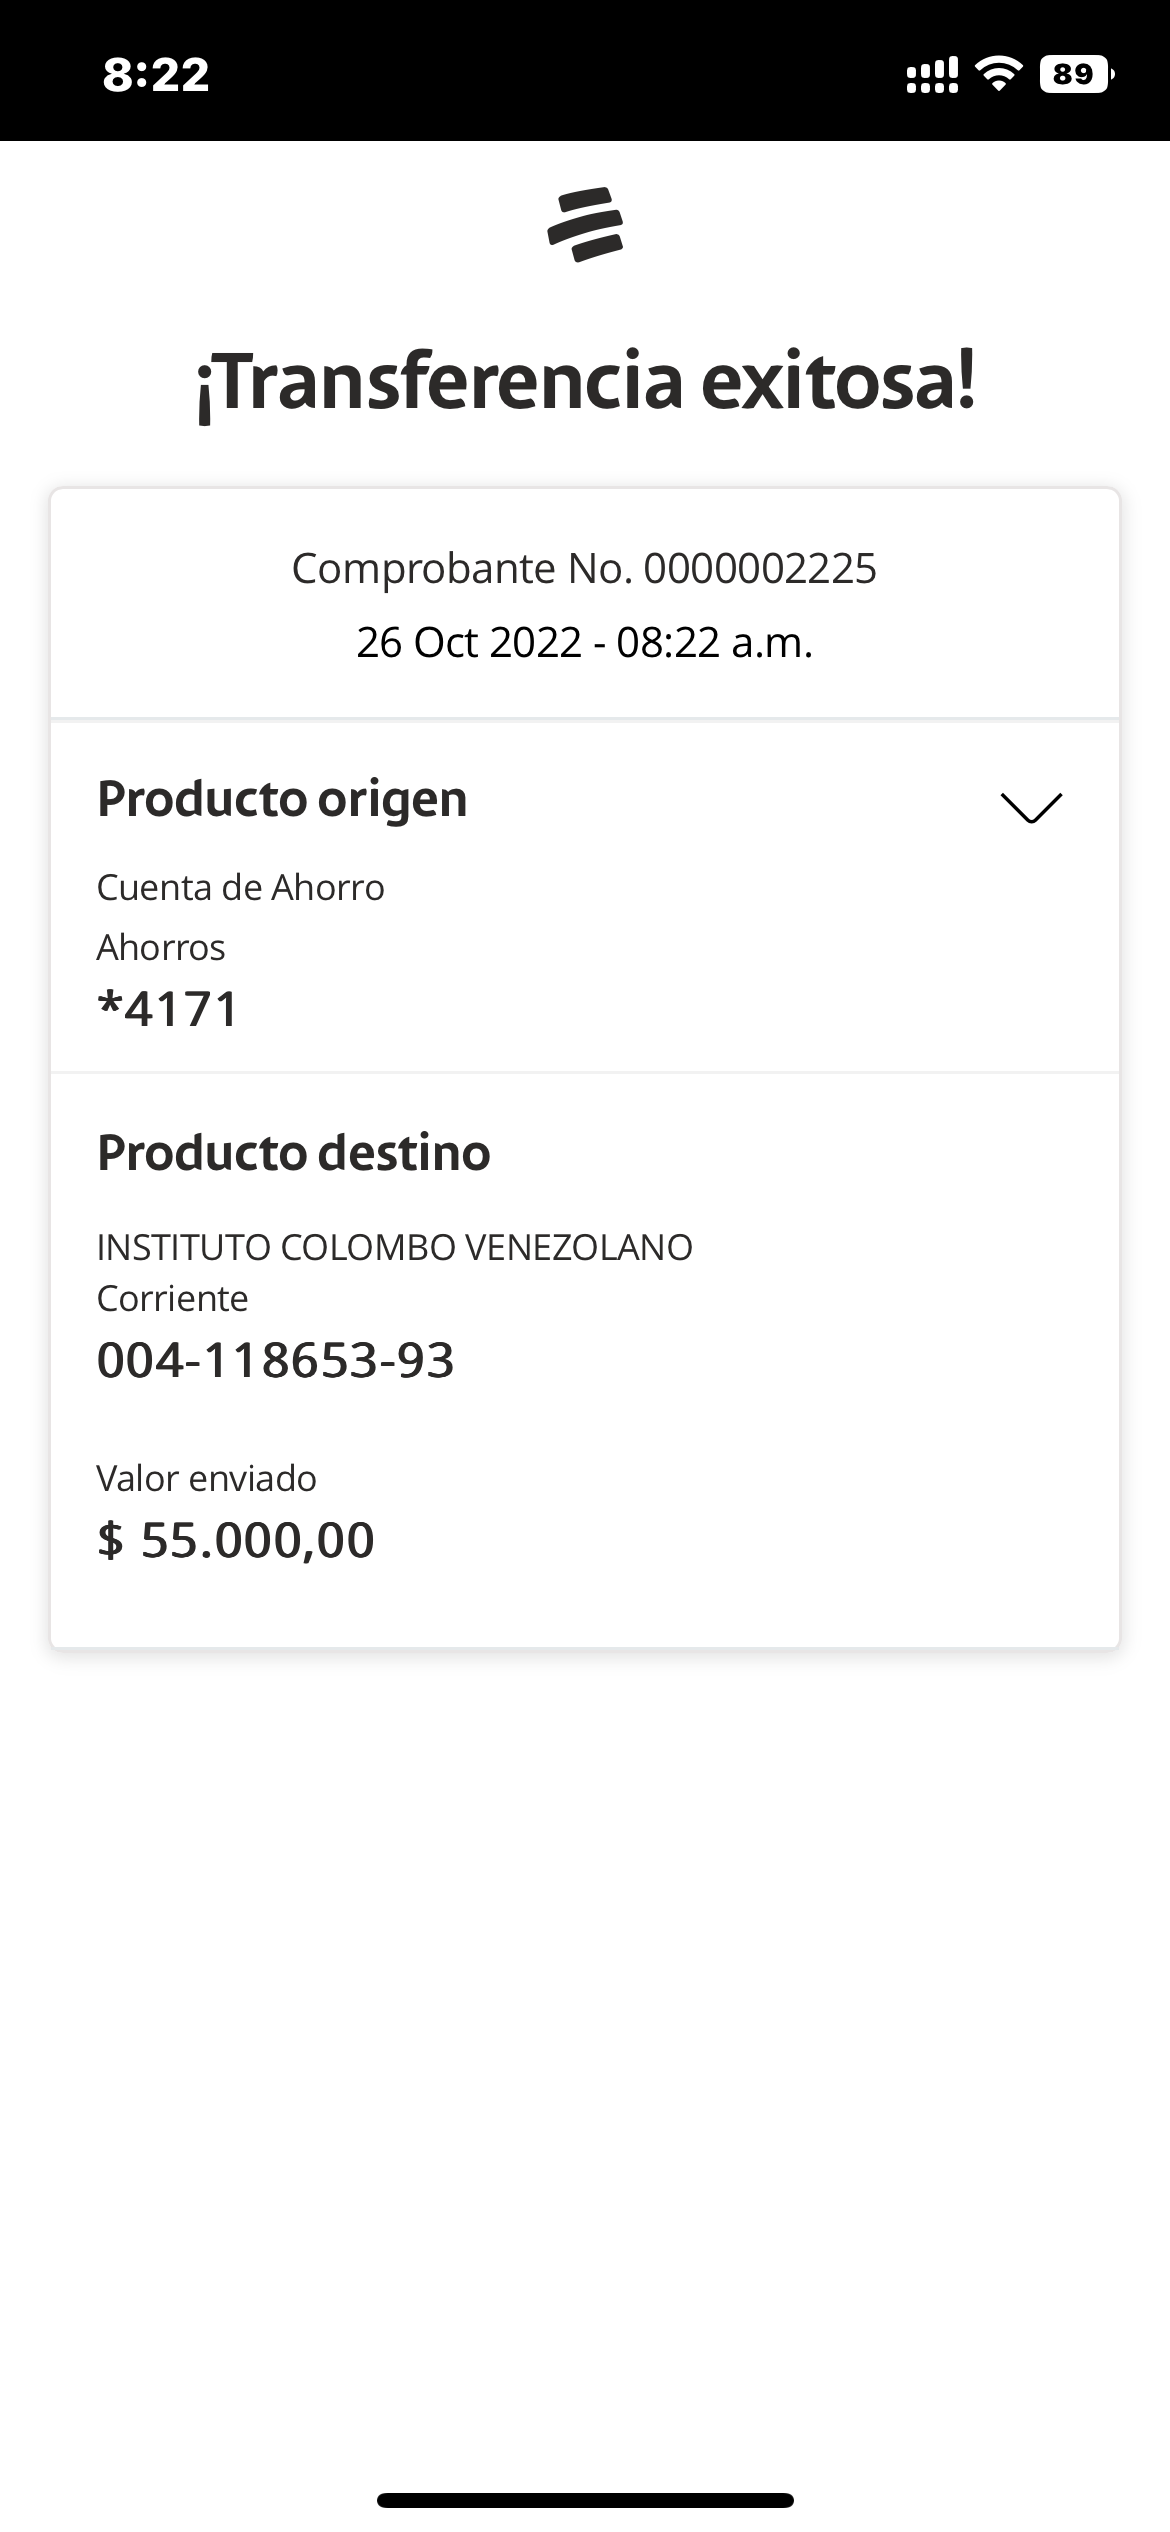 8:22
89
¡Transferencia exitosa!
Comprobante No. 0000002225
26 Oct 2022 - 08:22 a.m.
Producto origen
Cuenta de Ahorro
Ahorros
*4171
Producto destino
INSTITUTO COLOMBO VENEZOLANO
Corriente
004-118653-93
Valor enviado
$ 55.000,00